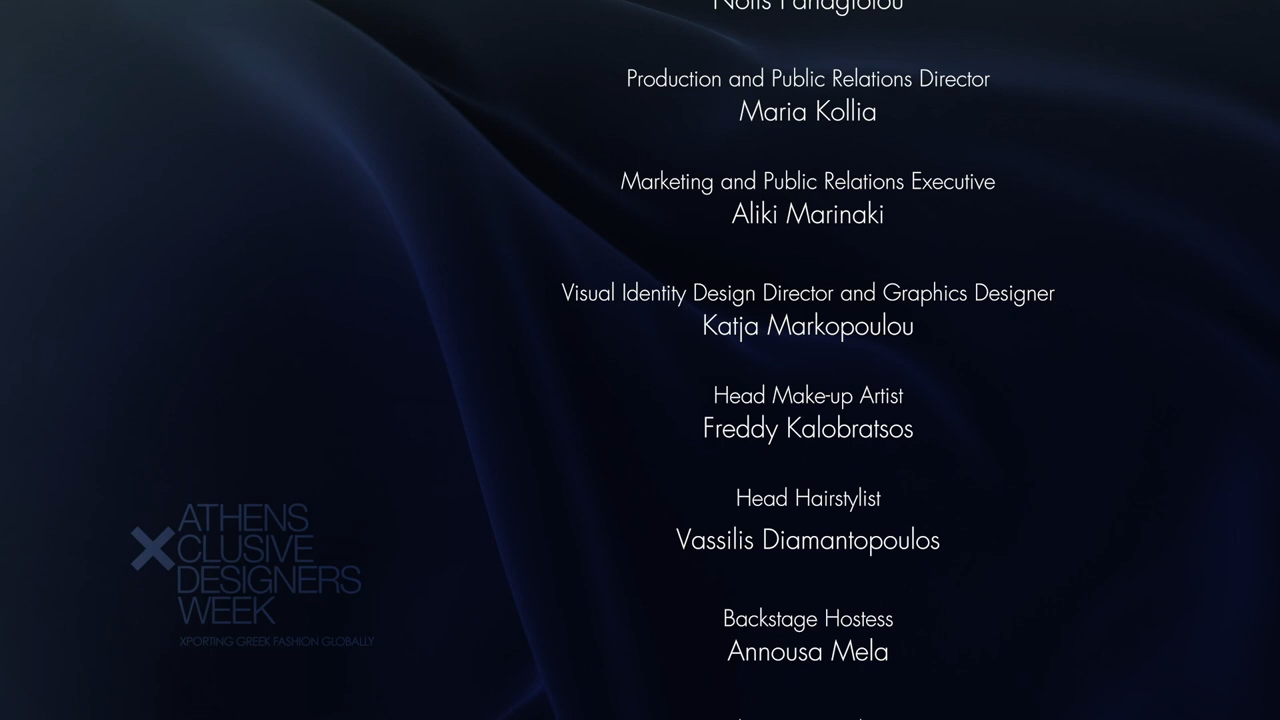 Production and Public Relations Director
Maria Kollia
Marketing and Public Relations Executive
Aliki Marinaki
Visual Identity Design Director and Graphics Designer
Katja Markopoulou
Head Make-up Artist
Freddy Kalobratsos
Head Hairstylist
Vassilis Diamantopoulos
Backstage Hostess
Annousa Mela
ATHENS
XCLUSIVE
DESIGNERS
WEEK
XPORTING GREEK FASHION GLOBALLY